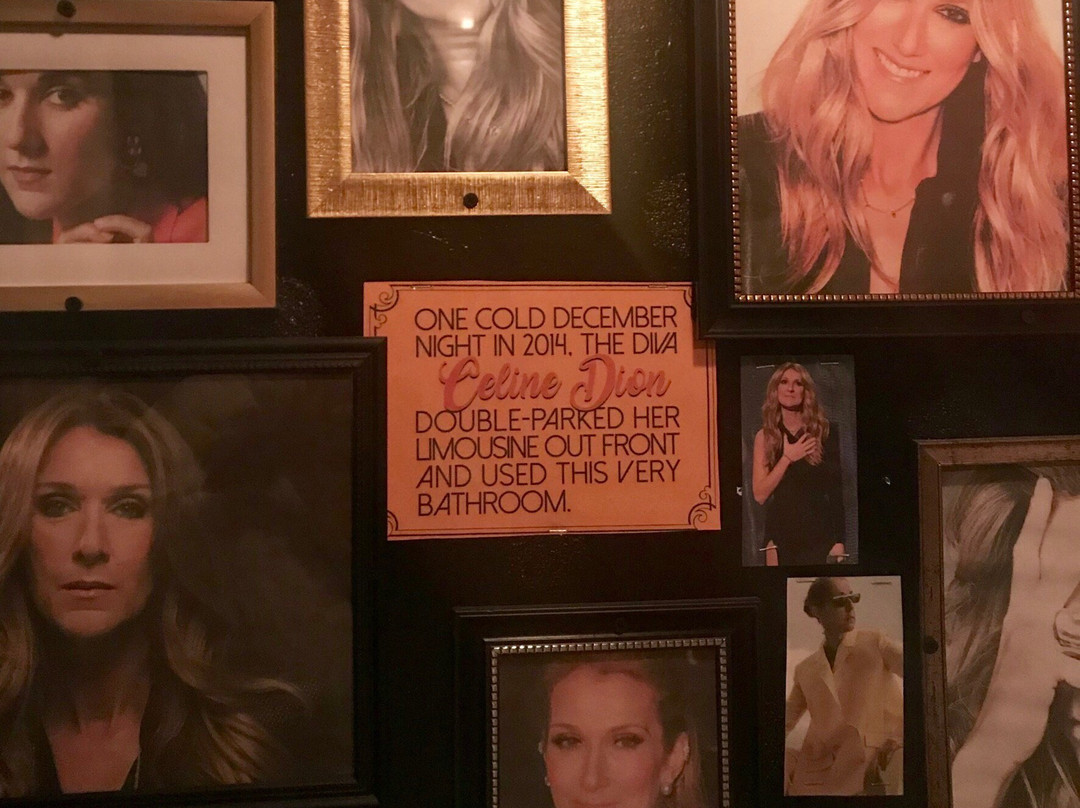 ONE COLD DECEMBER
NIGHT IN 2014, THE DIVA
Celine Dion
DOUBLE-PARKED HER
LIMOUSINE OUT FRONT
AND USED THIS VERY
BATHROOM.